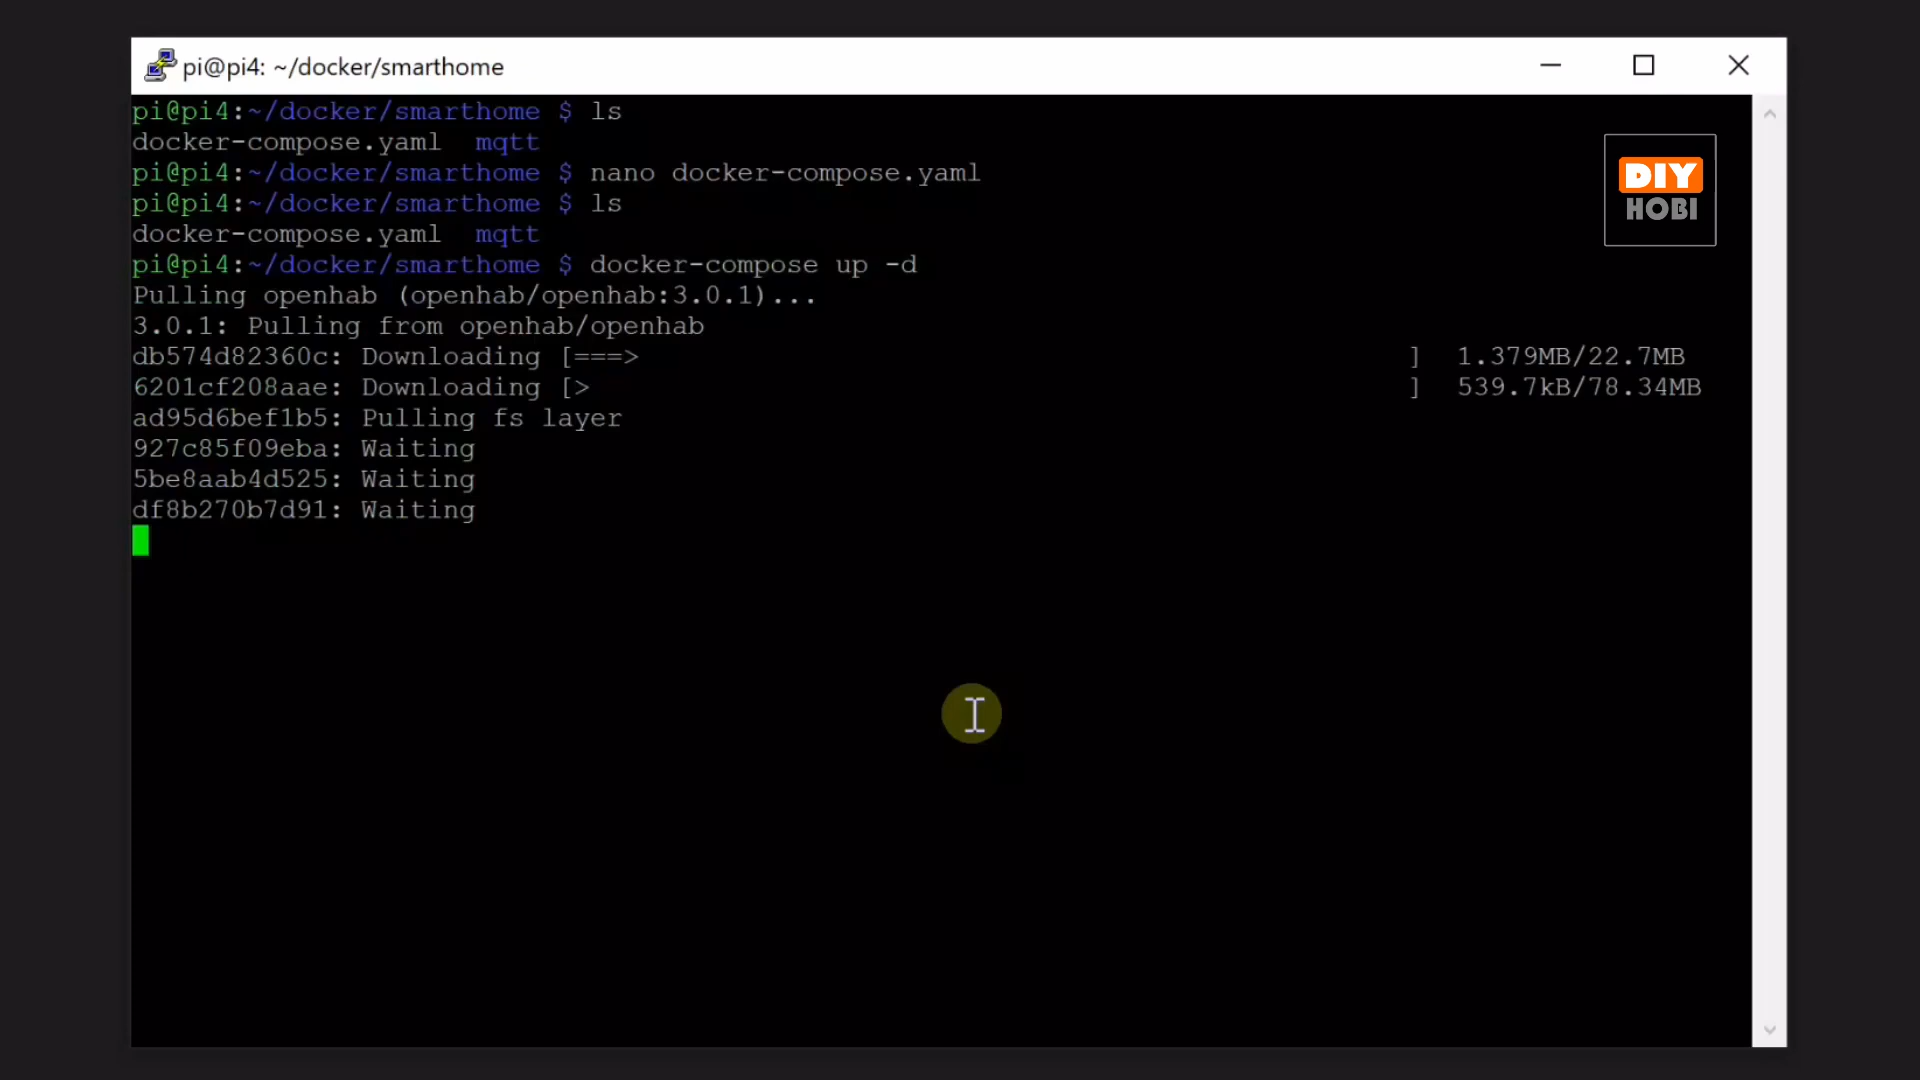 pi@pi4: ~/docker/smarthome
pi@pi4:~/docker/smarthome $ ls
docker-compose.yaml  mqtt
pi@pi4:~/docker/smarthome $ nano docker-compose.yaml
pi@pi4:~/docker/smarthome $ ls
docker-compose.yaml  mqtt
pi@pi4:~/docker/smarthome $ docker-compose up -d
Pulling openhab (openhab/openhab:3.0.1)...
3.0.1: Pulling from openhab/openhab
db574d82360c: Downloading [===>                                               ]  1.379MB/22.7MB
6201cf208aae: Downloading [>                                                  ]  539.7kB/78.34MB
ad95d6bef1b5: Pulling fs layer
927c85f09eba: Waiting
5be8aab4d525: Waiting
df8b270b7d91: Waiting
DIY
HOBI